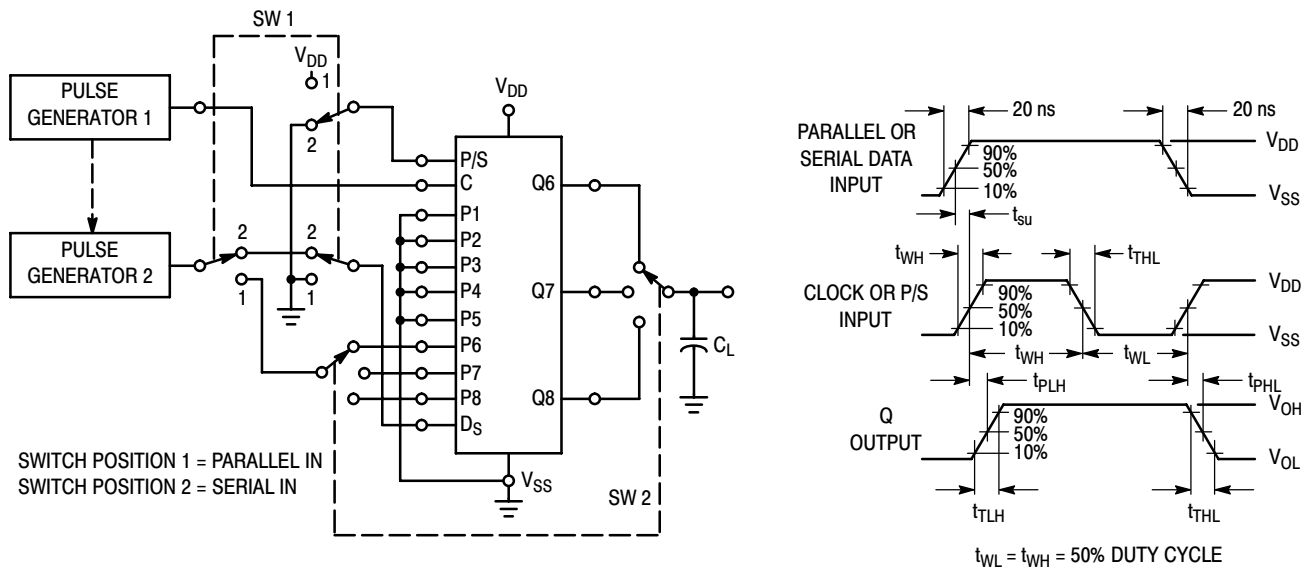 SW 1
VDD
1
2
PULSE
GENERATOR 1
PULSE
GENERATOR 2
2
1
2
1
VDD
P/S
C
P1
P2
P3
P4
P5
P6
P7
P8
DS
Q6
Q7
Q8
CL
VSS
SW 2
SWITCH POSITION 1 = PARALLEL IN
SWITCH POSITION 2 = SERIAL IN
20 ns
20 ns
PARALLEL OR
SERIAL DATA
INPUT
90%
50%
10%
VDD
VSS
tsu
tWH
tTHL
CLOCK OR P/S
INPUT
90%
50%
10%
VDD
VSS
tWH
tWL
tPLH
tPHL
Q
OUTPUT
90%
50%
10%
VOH
VOL
tTLH
tTHL
tWL = tWH = 50% DUTY CYCLE